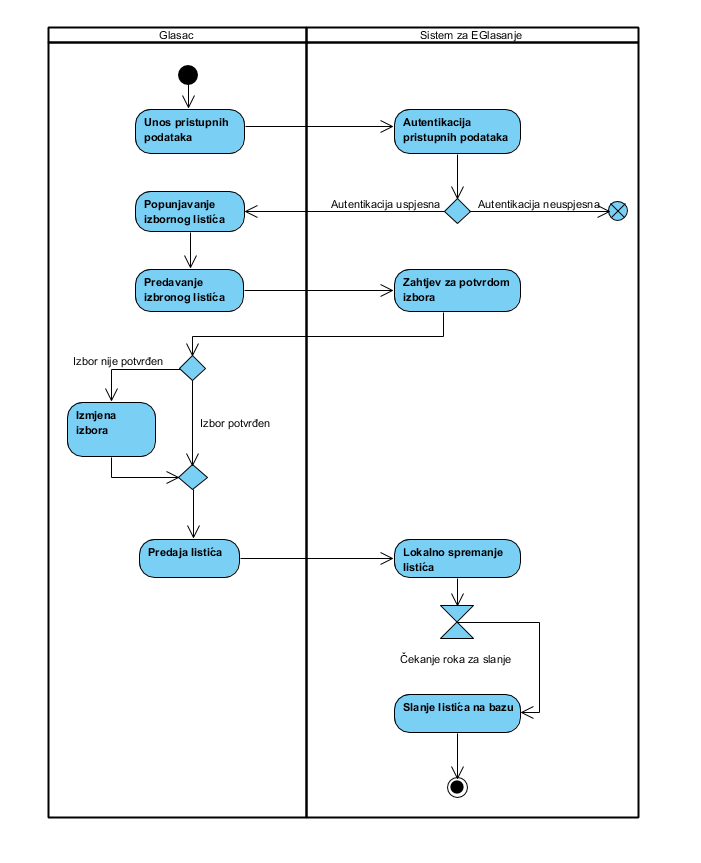 Glasac
Sistem za EGlasanje
Unos pristupnih
podataka
Autentikacija
pristupnih podataka
Autentikacija uspjesna
Autentikacija neuspjesna
Popunjavanje
izbornog listića
Predavanje
izbronog listića
Zahtjev za potvrdom
izbora
Izbor nije potvrđen
Izmjena
izbora
Izbor potvrđen
Predaja listića
Lokalno spremanje
listića
Čekanje roka za slanje
Slanje listića na bazu